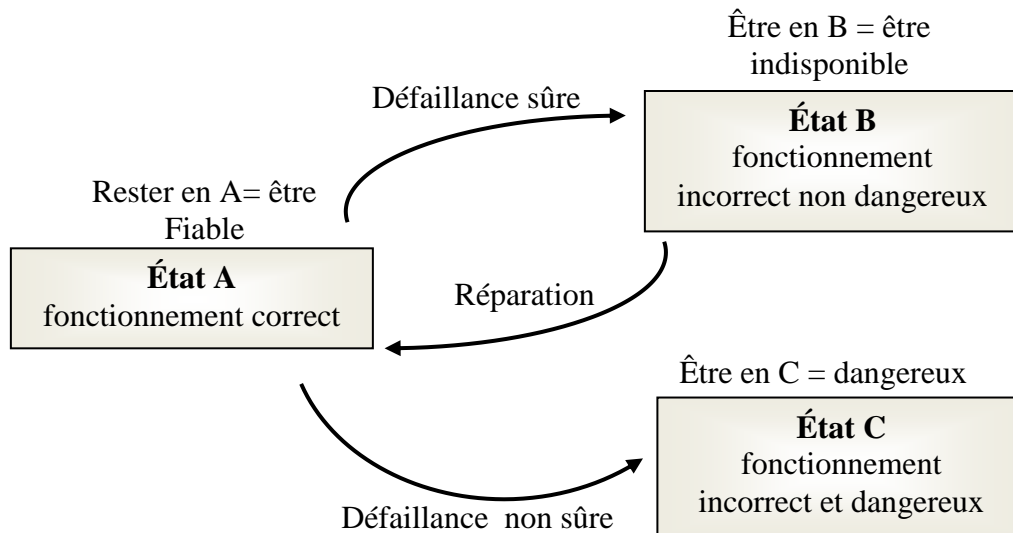 Être en B = être
indisponible
Défaillance sûre
État B
fonctionnement
incorrect non dangereux
Rester en A= être
Fiable
État A
fonctionnement correct
Réparation
Être en C = dangereux
État C
fonctionnement
incorrect et dangereux
Défaillance non sûre